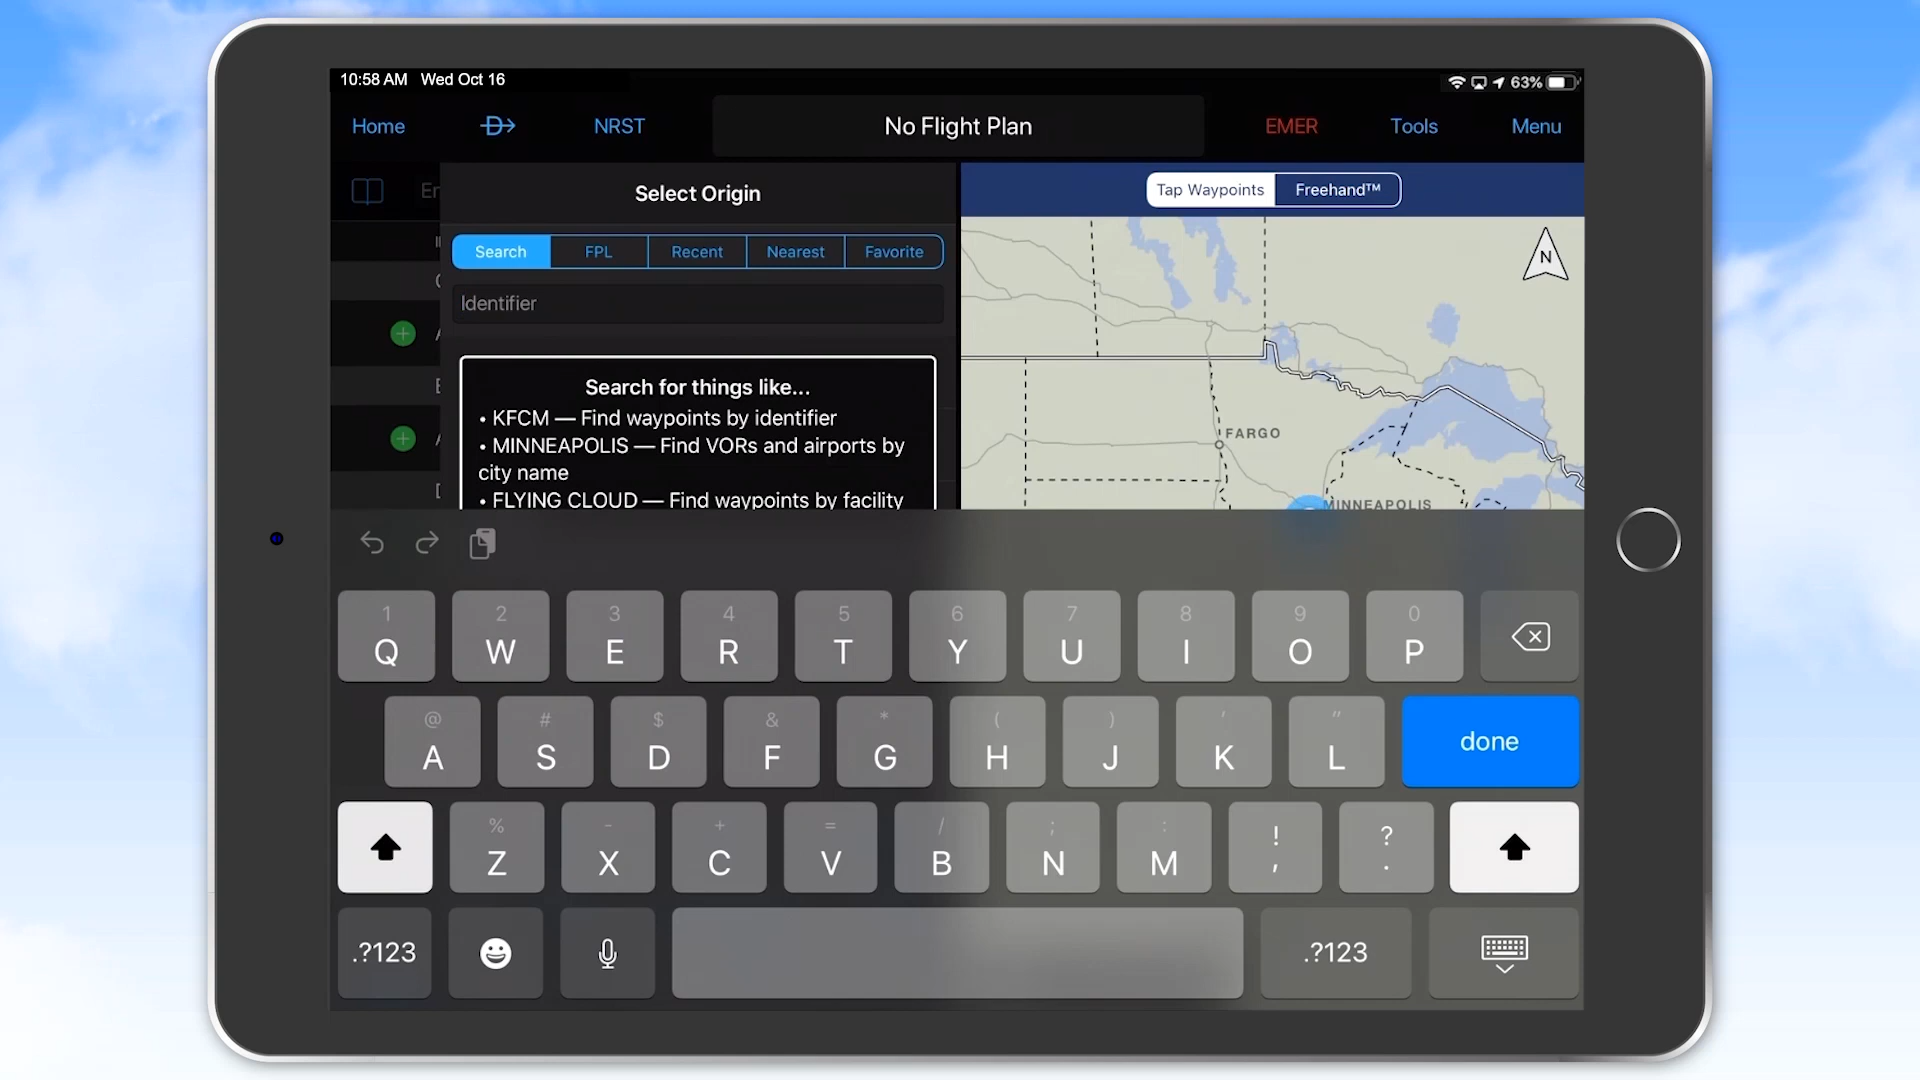 10:58 AM Wed Oct 16
63%
Home
NRST
No Flight Plan
EMER
Tools
Menu
Select Origin
Tap Waypoints
Freehand™
Search
FPL
Recent
Nearest
Favorite
N
Identifier
Search for things like...
• KFCM — Find waypoints by identifier
• MINNEAPOLIS — Find VORs and airports by
city name
• FLYING CLOUD — Find waypoints by facility
FARGO
MINNEAPOLIS
1 2 3 4 5 6 7 8 9 0
Q W E R T Y U I O P
@ # $ & * ( ) ' "
A S D F G H J K L
done
% - + = / ; : ! ?
Z X C V B N M , .
.?123
.?123